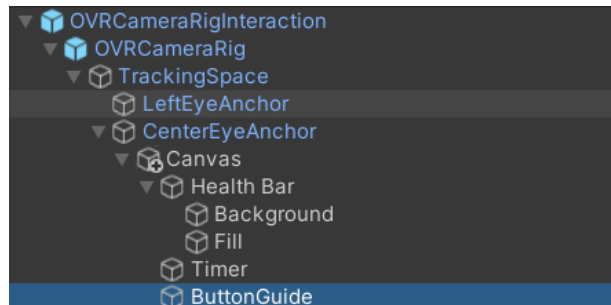 OVRCameraRigInteraction
OVRCameraRig
TrackingSpace
LeftEyeAnchor
CenterEyeAnchor
Canvas
Health Bar
Background
Fill
Timer
ButtonGuide